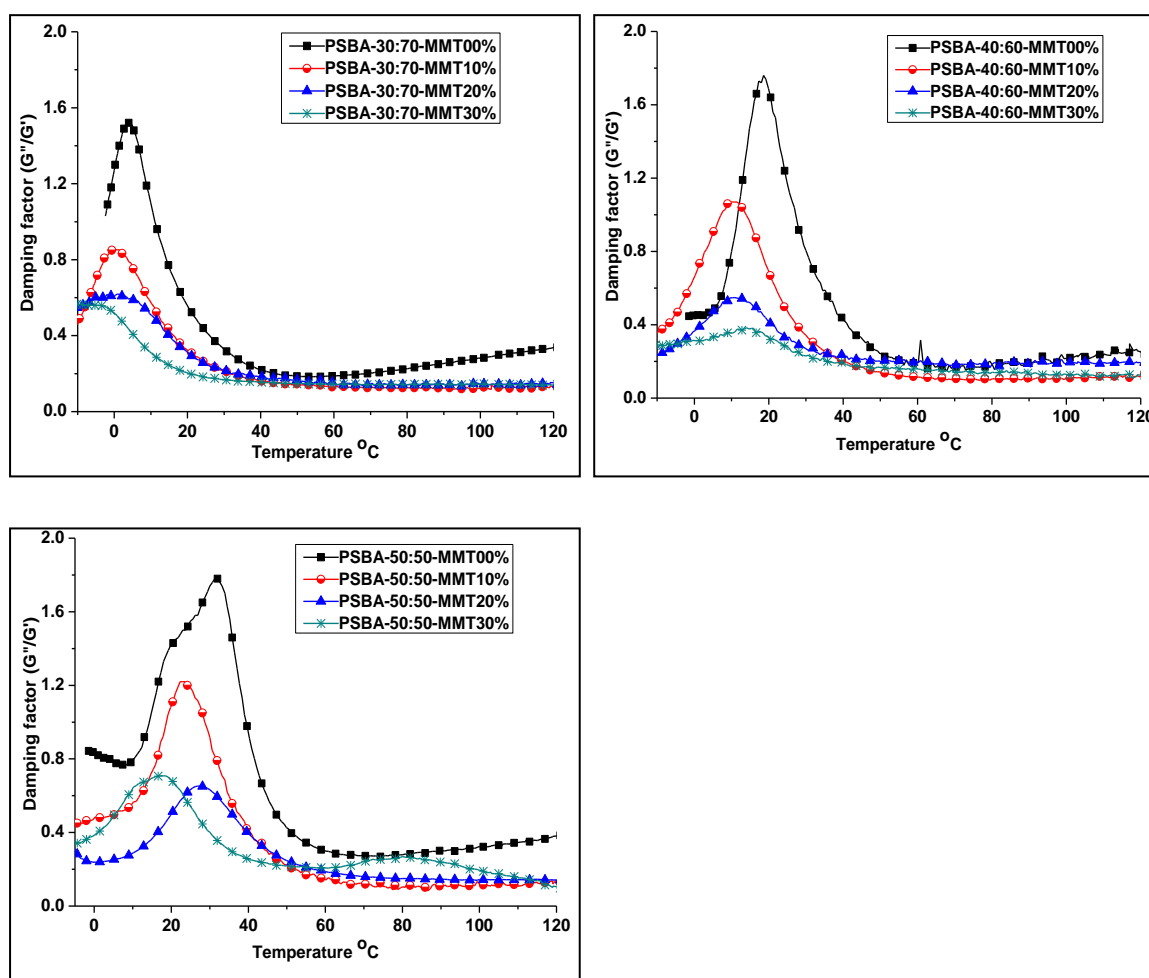 2.0
1.6
1.2
0.8
0.4
0.0
Damping factor (G"/G')
PSBA-30:70-MMT00%
PSBA-30:70-MMT10%
PSBA-30:70-MMT20%
PSBA-30:70-MMT30%
0 20 40 60 80 100 120
Temperature °C
2.0
1.6
1.2
0.8
0.4
0.0
Damping factor (G"/G')
PSBA-40:60-MMT00%
PSBA-40:60-MMT10%
PSBA-40:60-MMT20%
PSBA-40:60-MMT30%
0 20 40 60 80 100 120
Temperature °C
2.0
1.6
1.2
0.8
0.4
0.0
Damping factor (G"/G')
PSBA-50:50-MMT00%
PSBA-50:50-MMT10%
PSBA-50:50-MMT20%
PSBA-50:50-MMT30%
0 20 40 60 80 100 120
Temperature °C